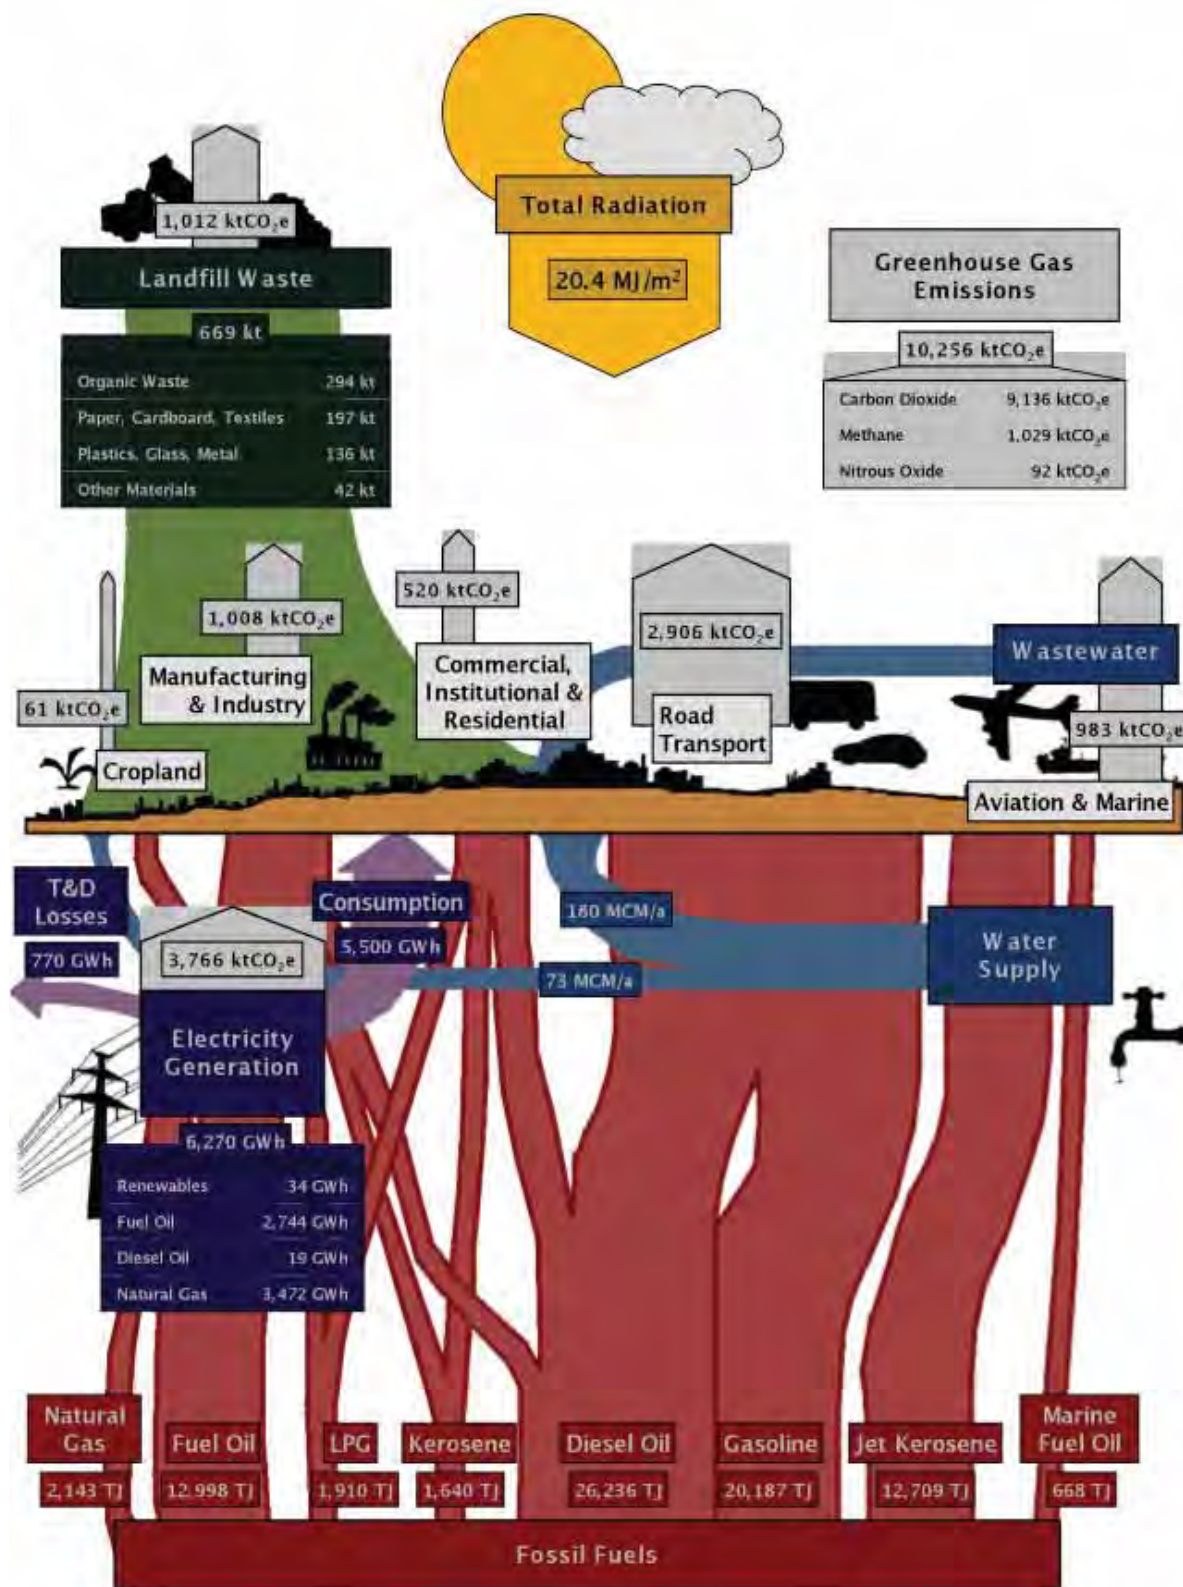 1,012 ktCO₂e
Landfill Waste
669 kt
Organic Waste 294 kt
Paper, Cardboard, Textiles 197 kt
Plastics, Glass, Metal 136 kt
Other Materials 42 kt
Total Radiation
20.4 MJ/m²
Greenhouse Gas
Emissions
10,256 ktCO₂e
Carbon Dioxide 9,136 ktCO₂e
Methane 1,029 ktCO₂e
Nitrous Oxide 92 ktCO₂e
61 ktCO₂e
Cropland
1,008 ktCO₂e
Manufacturing
& Industry
520 ktCO₂e
Commercial,
Institutional &
Residential
2,906 ktCO₂e
Road
Transport
Wastewater
983 ktCO₂e
Aviation & Marine
T&D
Losses
770 GWh
3,766 ktCO₂e
Electricity
Generation
Consumption
5,500 GWh
160 MCM/a
73 MCM/a
Water
Supply
6,270 GWh
Renewables 34 GWh
Fuel Oil 2,744 GWh
Diesel Oil 19 GWh
Natural Gas 3,472 GWh
Natural
Gas
2,143 TJ
Fuel Oil
12,998 TJ
LPG
1,910 TJ
Kerosene
1,640 TJ
Diesel Oil
26,236 TJ
Gasoline
20,187 TJ
Jet Kerosene
12,709 TJ
Marine
Fuel Oil
668 TJ
Fossil Fuels